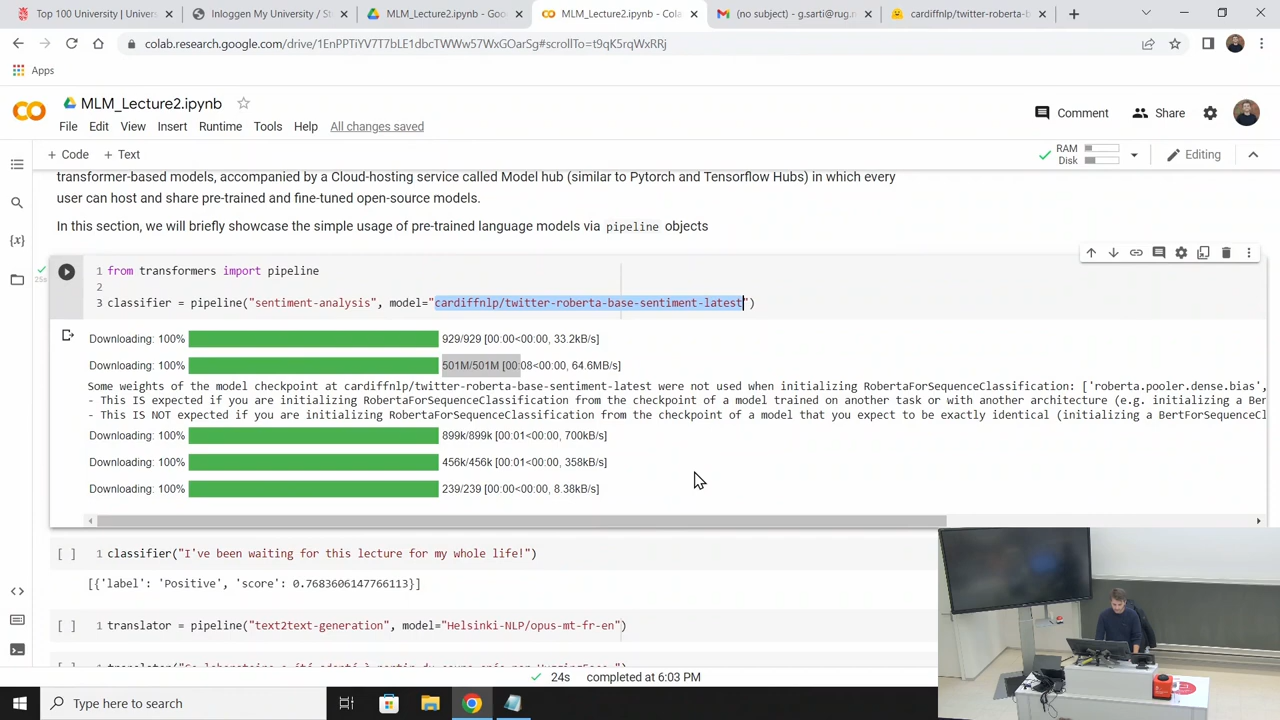 Top 100 University | Univers
Inloggen My University / St
MLM_Lecture2.ipynb - Goo
MLM_Lecture2.ipynb - Cola
(no subject) - g.sarti@rug.n
cardiffnlp/twitter-roberta-b
colab.research.google.com/drive/1EnPPTiYV7T7bLE1dbcTWWw57WxGOarSg#scrollTo=t9qK5rqWxRRj
Apps
MLM_Lecture2.ipynb
Comment
Share
File Edit View Insert Runtime Tools Help All changes saved
+ Code + Text
RAM
Disk
Editing
transformer-based models, accompanied by a Cloud-hosting service called Model hub (similar to Pytorch and Tensorflow Hubs) in which every
user can host and share pre-trained and fine-tuned open-source models.
In this section, we will briefly showcase the simple usage of pre-trained language models via pipeline objects
25s
1 from transformers import pipeline
2
3 classifier = pipeline("sentiment-analysis", model="cardiffnlp/twitter-roberta-base-sentiment-latest")
Downloading: 100% 929/929 [00:00<00:00, 33.2kB/s]
Downloading: 100% 501M/501M [00:08<00:00, 64.6MB/s]
Some weights of the model checkpoint at cardiffnlp/twitter-roberta-base-sentiment-latest were not used when initializing RobertaForSequenceClassification: ['roberta.pooler.dense.bias',
- This IS expected if you are initializing RobertaForSequenceClassification from the checkpoint of a model trained on another task or with another architecture (e.g. initializing a Ber
- This IS NOT expected if you are initializing RobertaForSequenceClassification from the checkpoint of a model that you expect to be exactly identical (initializing a BertForSequenceCl
Downloading: 100% 899k/899k [00:01<00:00, 700kB/s]
Downloading: 100% 456k/456k [00:01<00:00, 358kB/s]
Downloading: 100% 239/239 [00:00<00:00, 8.38kB/s]
[ ] 1 classifier("I've been waiting for this lecture for my whole life!")
[{'label': 'Positive', 'score': 0.7683606147766113}]
[ ] 1 translator = pipeline("text2text-generation", model="Helsinki-NLP/opus-mt-fr-en")
24s completed at 6:03 PM
Type here to search